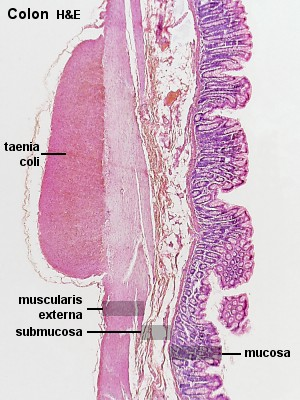 Colon H&E
taenia
coli
muscularis
externa
submucosa
mucosa